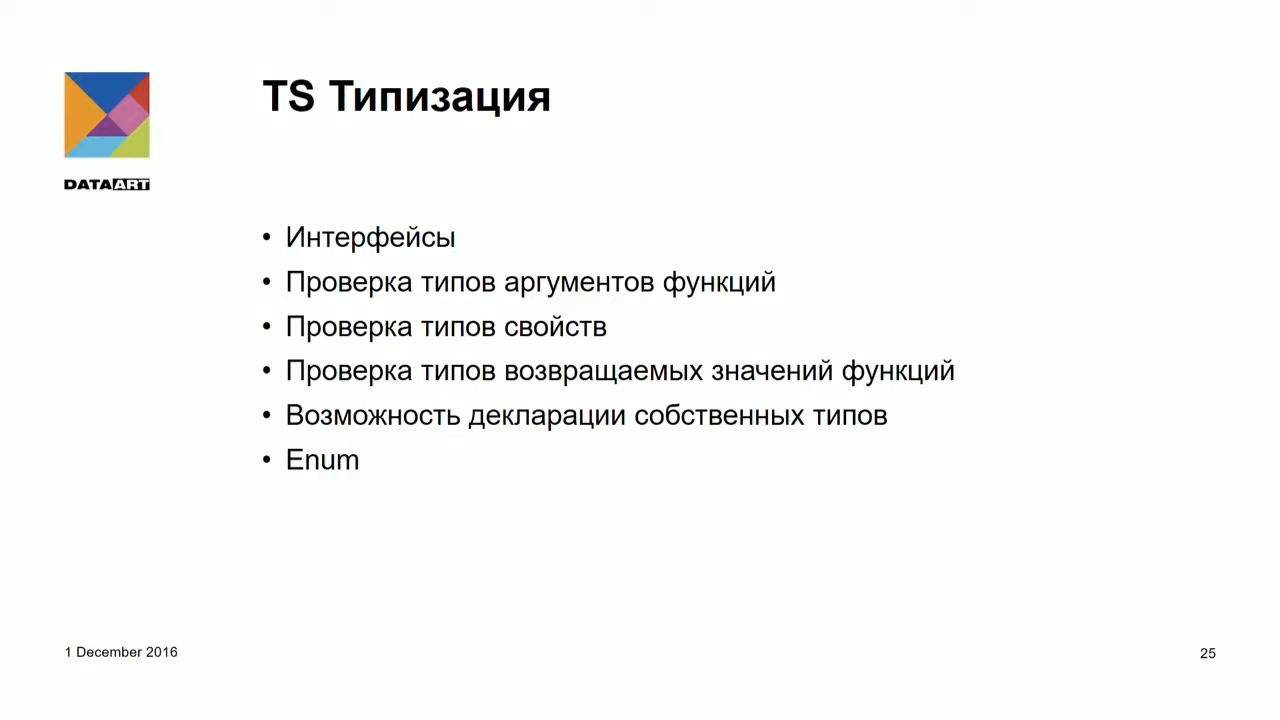 TS Типизация
DATAART
• Интерфейсы
• Проверка типов аргументов функций
• Проверка типов свойств
• Проверка типов возвращаемых значений функций
• Возможность декларации собственных типов
• Enum
1 December 2016
25